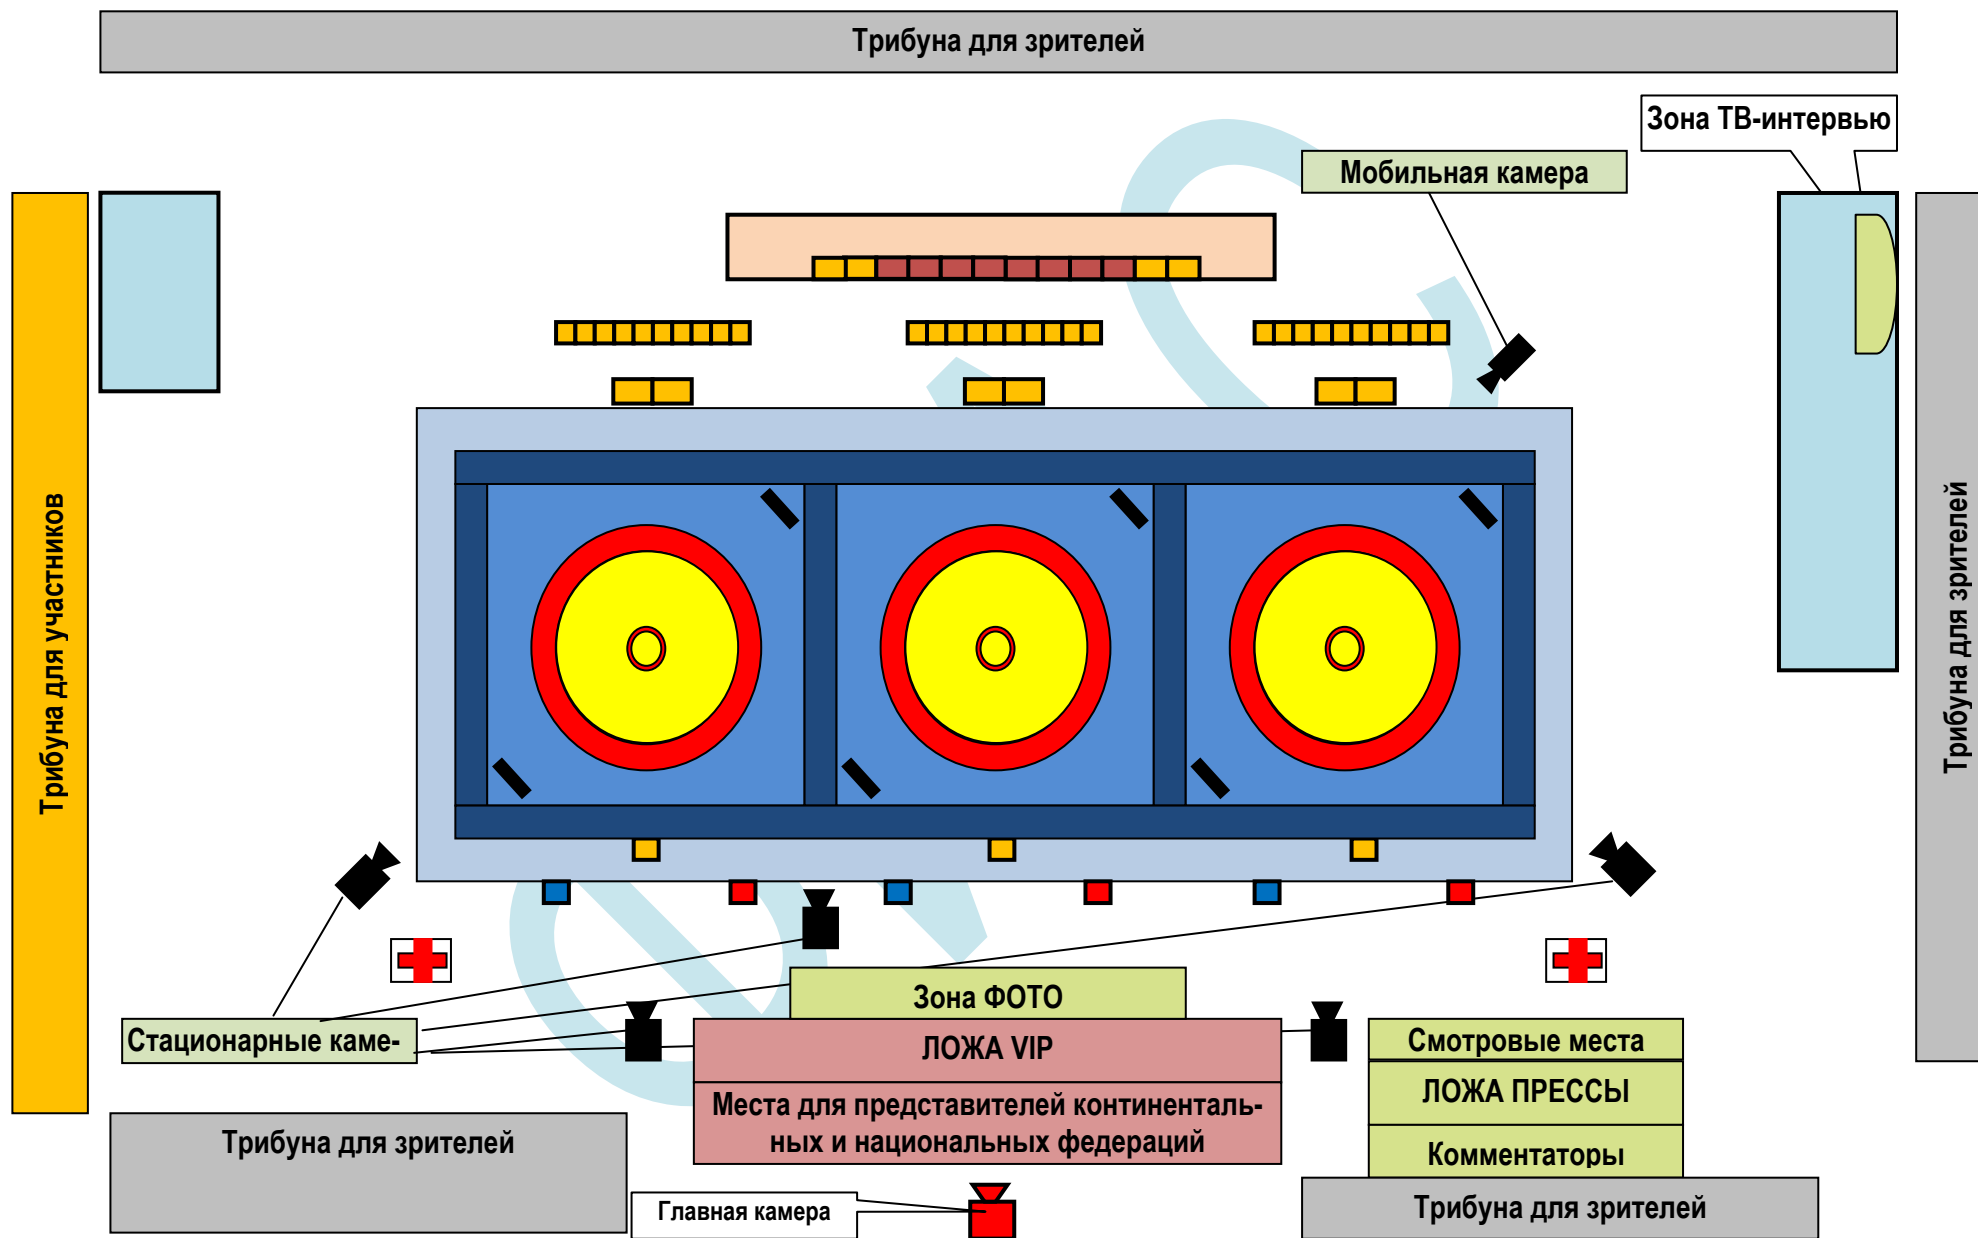 Трибуна для зрителей
Зона ТВ-интервью
Мобильная камера
Трибуна для участников
Трибуна для зрителей
Зона ФОТО
Стационарные каме-
ЛОЖА VIP
Смотровые места
ЛОЖА ПРЕССЫ
Места для представителей континенталь-
ных и национальных федераций
Трибуна для зрителей
Комментаторы
Главная камера
Трибуна для зрителей